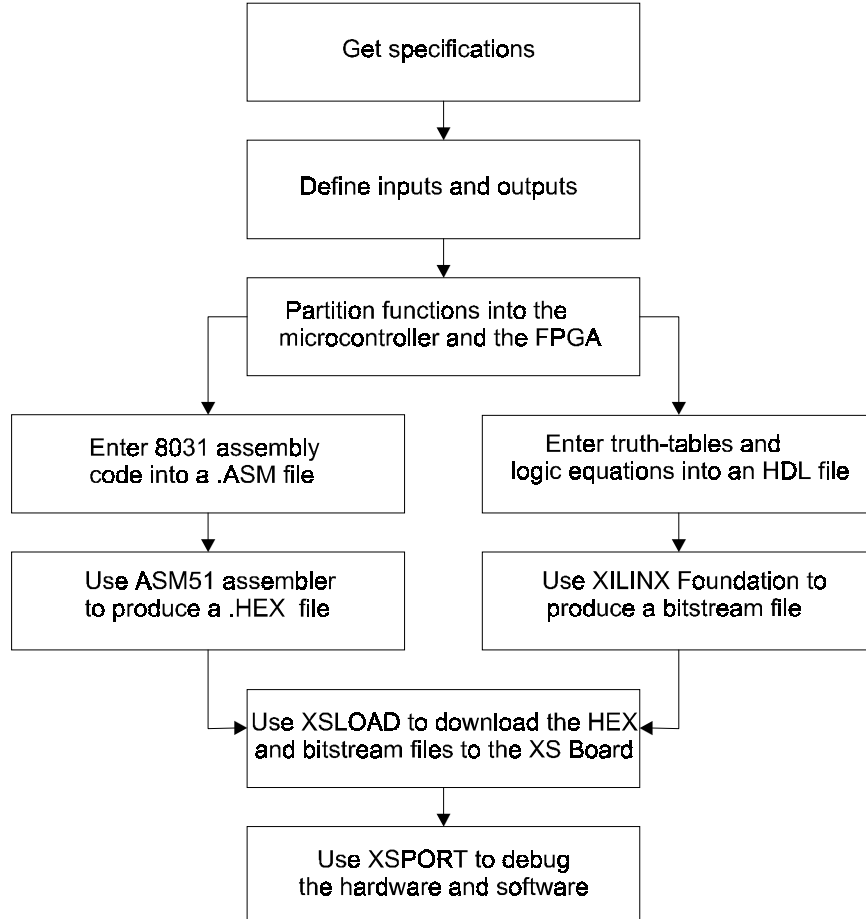 Get specifications
Define inputs and outputs
Partition functions into the
microcontroller and the FPGA
Enter 8031 assembly
code into a .ASM file
Enter truth-tables and
logic equations into an HDL file
Use ASM51 assembler
to produce a .HEX file
Use XILINX Foundation to
produce a bitstream file
Use XSLOAD to download the HEX
and bitstream files to the XS Board
Use XSPORT to debug
the hardware and software